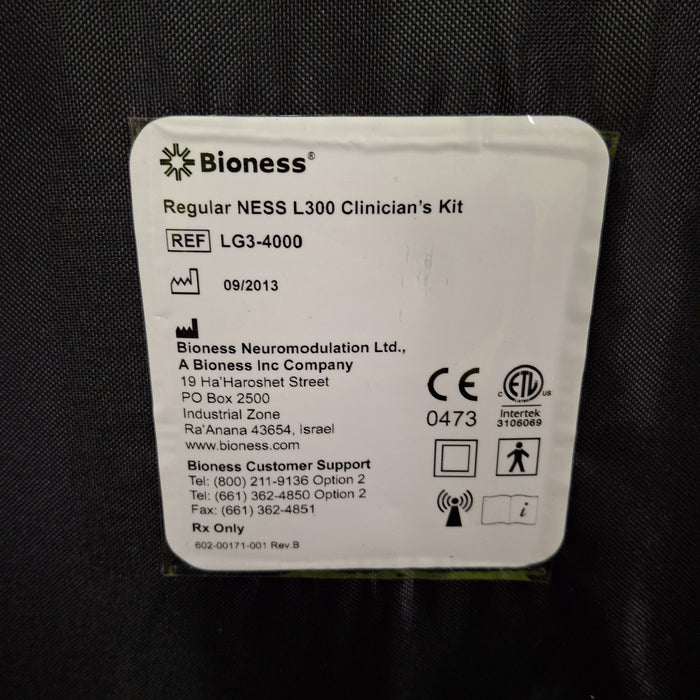 Bioness®
Regular NESS L300 Clinician's Kit
REF LG3-4000
09/2013
Bioness Neuromodulation Ltd.,
A Bioness Inc Company
19 Ha'Haroshet Street
PO Box 2500
Industrial Zone
Ra'Anana 43654, Israel
www.bioness.com
Bioness Customer Support
Tel: (800) 211-9136 Option 2
Tel: (661) 362-4850 Option 2
Fax: (661) 362-4851
Rx Only
602-00171-001 Rev.B
CE
0473
c ETL us
Intertek
3106069
i